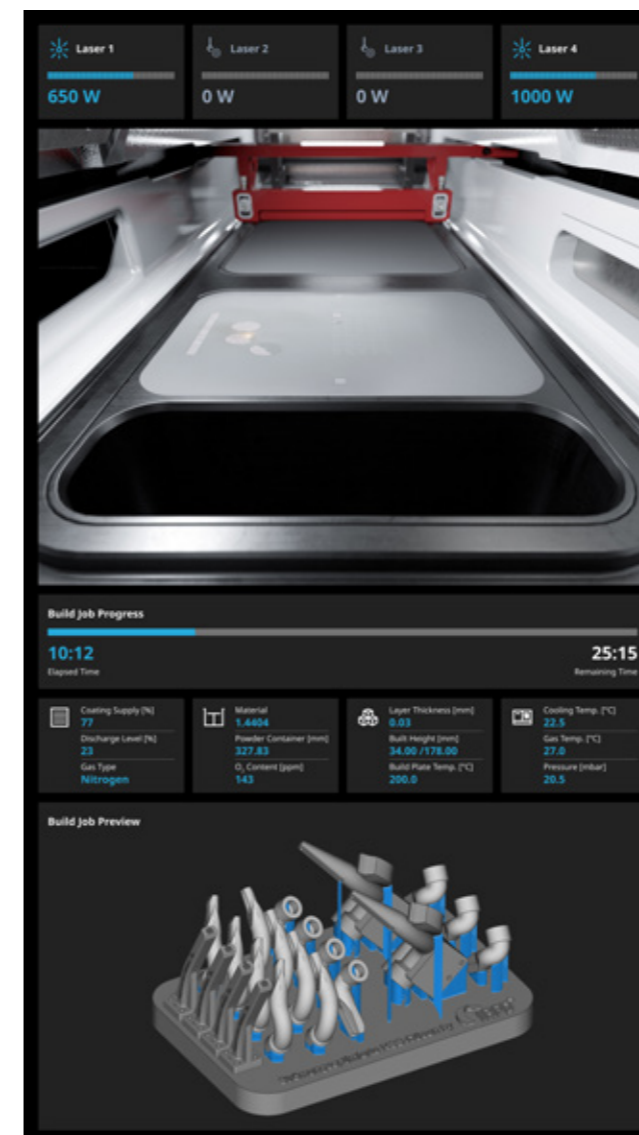 Laser 1
650 W
Laser 2
0 W
Laser 3
0 W
Laser 4
1000 W
Build Job Progress
10:12
Elapsed Time
25:15
Remaining Time
Coating Supply [%]
77
Discharge Level [%]
23
Gas Type
Nitrogen
Material
1.4404
Powder Container [mm]
327.83
O₂ Content [ppm]
143
Layer Thickness [mm]
0.03
Built Height [mm]
34.00 /178.00
Build Plate Temp. [°C]
200.0
Cooling Temp. [°C]
22.5
Gas Temp. [°C]
27.0
Pressure [mbar]
20.5
Build Job Preview